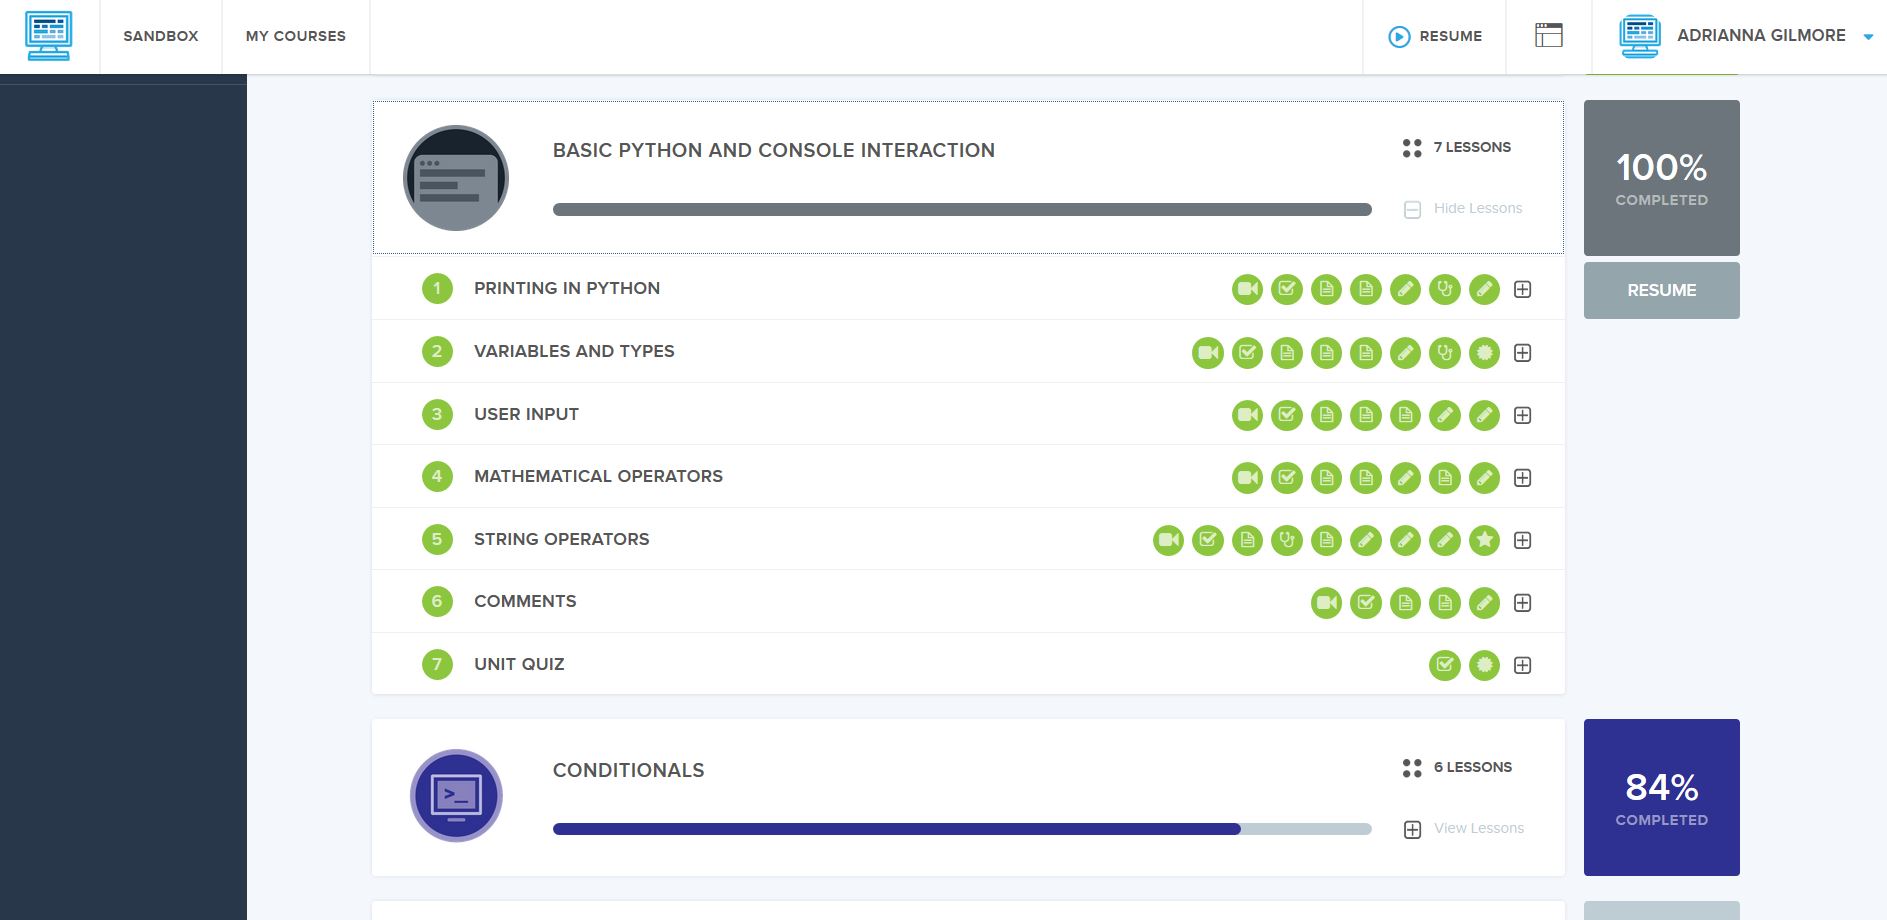 SANDBOX
MY COURSES
RESUME
ADRIANNA GILMORE
BASIC PYTHON AND CONSOLE INTERACTION
7 LESSONS
Hide Lessons
100%
COMPLETED
RESUME
1 PRINTING IN PYTHON
2 VARIABLES AND TYPES
3 USER INPUT
4 MATHEMATICAL OPERATORS
5 STRING OPERATORS
6 COMMENTS
7 UNIT QUIZ
CONDITIONALS
6 LESSONS
View Lessons
84%
COMPLETED